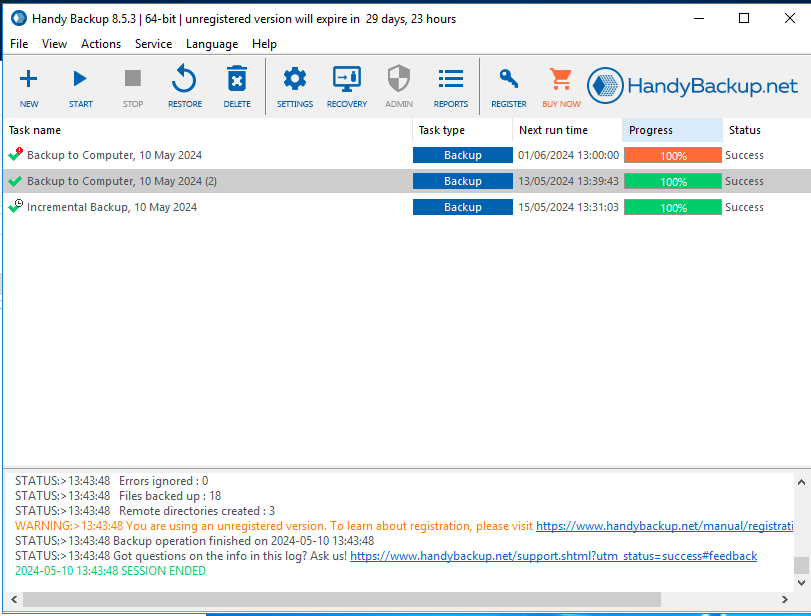 Handy Backup 8.5.3 | 64-bit | unregistered version will expire in 29 days, 23 hours
File View Actions Service Language Help
NEW START STOP RESTORE DELETE SETTINGS RECOVERY ADMIN REPORTS REGISTER BUY NOW HandyBackup.net
Task name Task type Next run time Progress Status
Backup to Computer, 10 May 2024 Backup 01/06/2024 13:00:00 100% Success
Backup to Computer, 10 May 2024 (2) Backup 13/05/2024 13:39:43 100% Success
Incremental Backup, 10 May 2024 Backup 15/05/2024 13:31:03 100% Success
STATUS:>13:43:48 Errors ignored : 0
STATUS:>13:43:48 Files backed up : 18
STATUS:>13:43:48 Remote directories created : 3
WARNING:>13:43:48 You are using an unregistered version. To learn about registration, please visit https://www.handybackup.net/manual/registrati
STATUS:>13:43:48 Backup operation finished on 2024-05-10 13:43:48
STATUS:>13:43:48 Got questions on the info in this log? Ask us! https://www.handybackup.net/support.shtml?utm_status=success#feedback
2024-05-10 13:43:48 SESSION ENDED